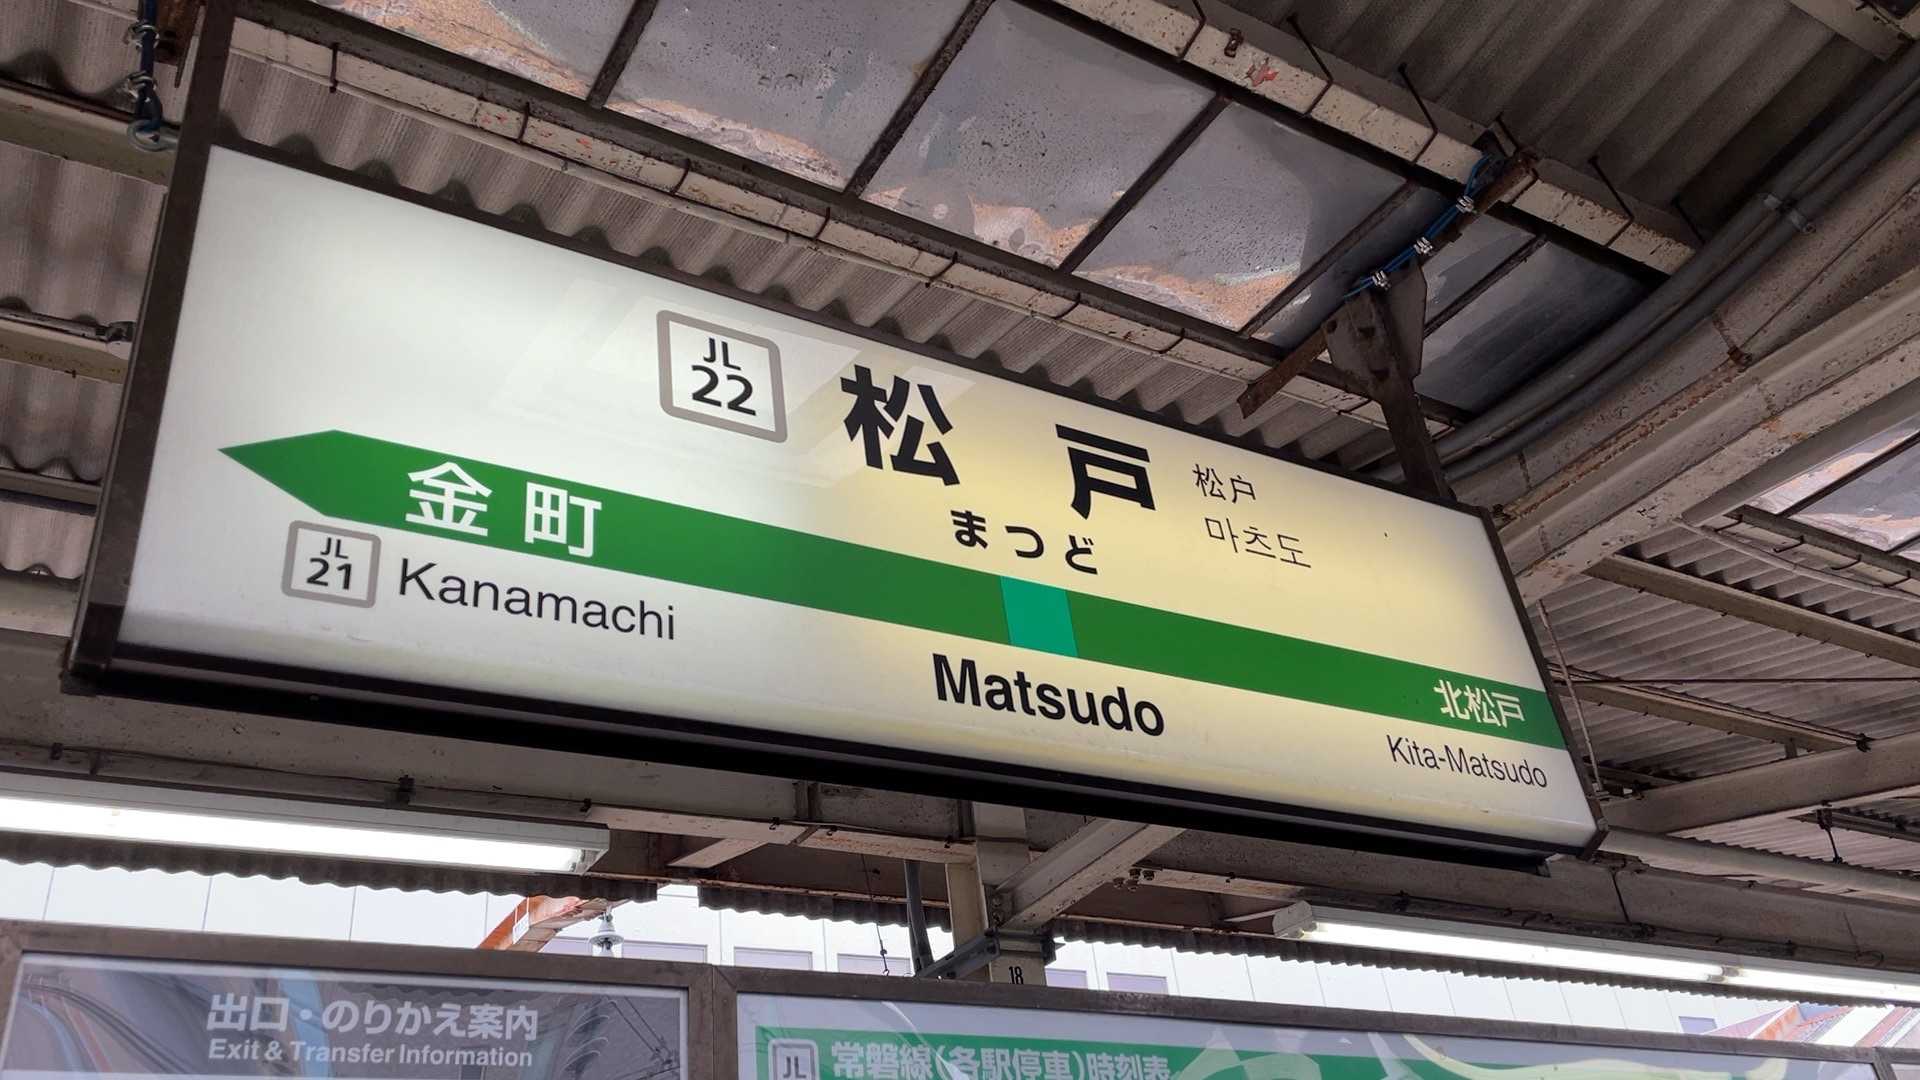 JL
22
松戸
松户
마츠도
まつど
金町
JL
21
Kanamachi
Matsudo
北松戸
Kita-Matsudo
18
出口・のりかえ案内
Exit & Transfer Information
JL
常磐線(各駅停車)時刻表